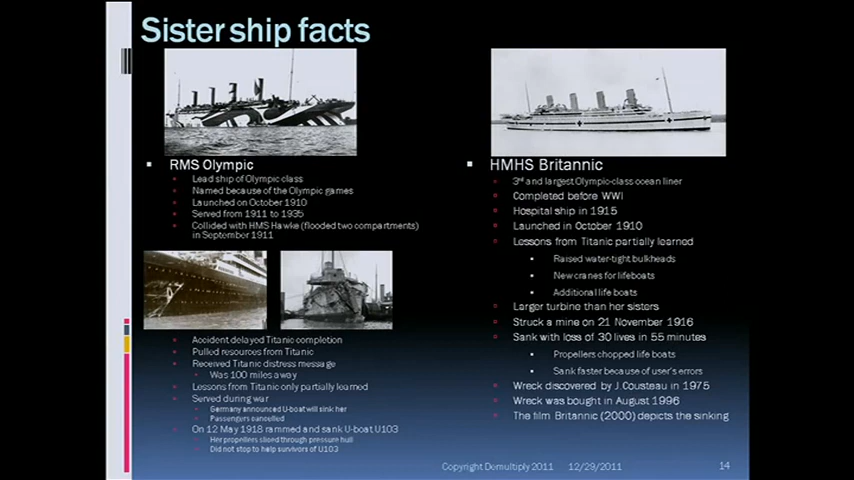 Sister ship facts
RMS Olympic
Lead ship of Olympic class
Named because of the Olympic games
Launched on October 1910
Served from 1911 to 1935
Collided with HMS Hawke (flooded two compartments)
in September 1911
Accident delayed Titanic completion
Pulled resources from Titanic
Received Titanic distress message
Was 100 miles away
Lessons from Titanic only partially learned
Served during war
Germany announced U-boat will sink her
Passengers cancelled
On 12 May 1918 rammed and sank U-boat U103
Her propellers sliced through pressure hull
Did not stop to help survivors of U103
HMHS Britannic
3rd and largest Olympic-class ocean liner
Completed before WWI
Hospital ship in 1915
Launched in October 1910
Lessons from Titanic partially learned
Raised water-tight bulkheads
New cranes for lifeboats
Additional life boats
Larger turbine than her sisters
Struck a mine on 21 November 1916
Sank with loss of 30 lives in 55 minutes
Propellers chopped life boats
Sank faster because of user's errors
Wreck discovered by J.Cousteau in 1975
Wreck was bought in August 1996
The film Britannic (2000) depicts the sinking
Copyright Demultiply 2011 12/29/2011 14